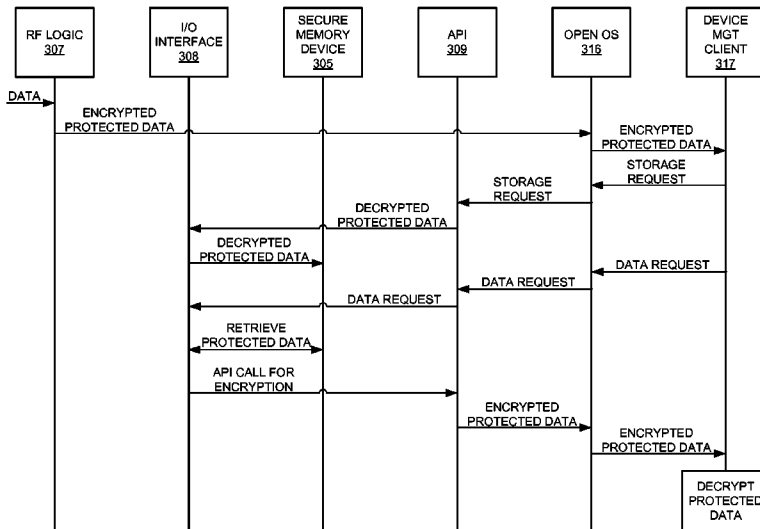 RF LOGIC
307
I/O
INTERFACE
308
SECURE
MEMORY
DEVICE
305
API
309
OPEN OS
316
DEVICE
MGT
CLIENT
317
DATA
ENCRYPTED
PROTECTED DATA
ENCRYPTED
PROTECTED DATA
STORAGE
REQUEST
STORAGE
REQUEST
DECRYPTED
PROTECTED DATA
DECRYPTED
PROTECTED DATA
DATA REQUEST
DATA REQUEST
DATA REQUEST
RETRIEVE
PROTECTED DATA
API CALL FOR
ENCRYPTION
ENCRYPTED
PROTECTED DATA
ENCRYPTED
PROTECTED DATA
DECRYPT
PROTECTED
DATA